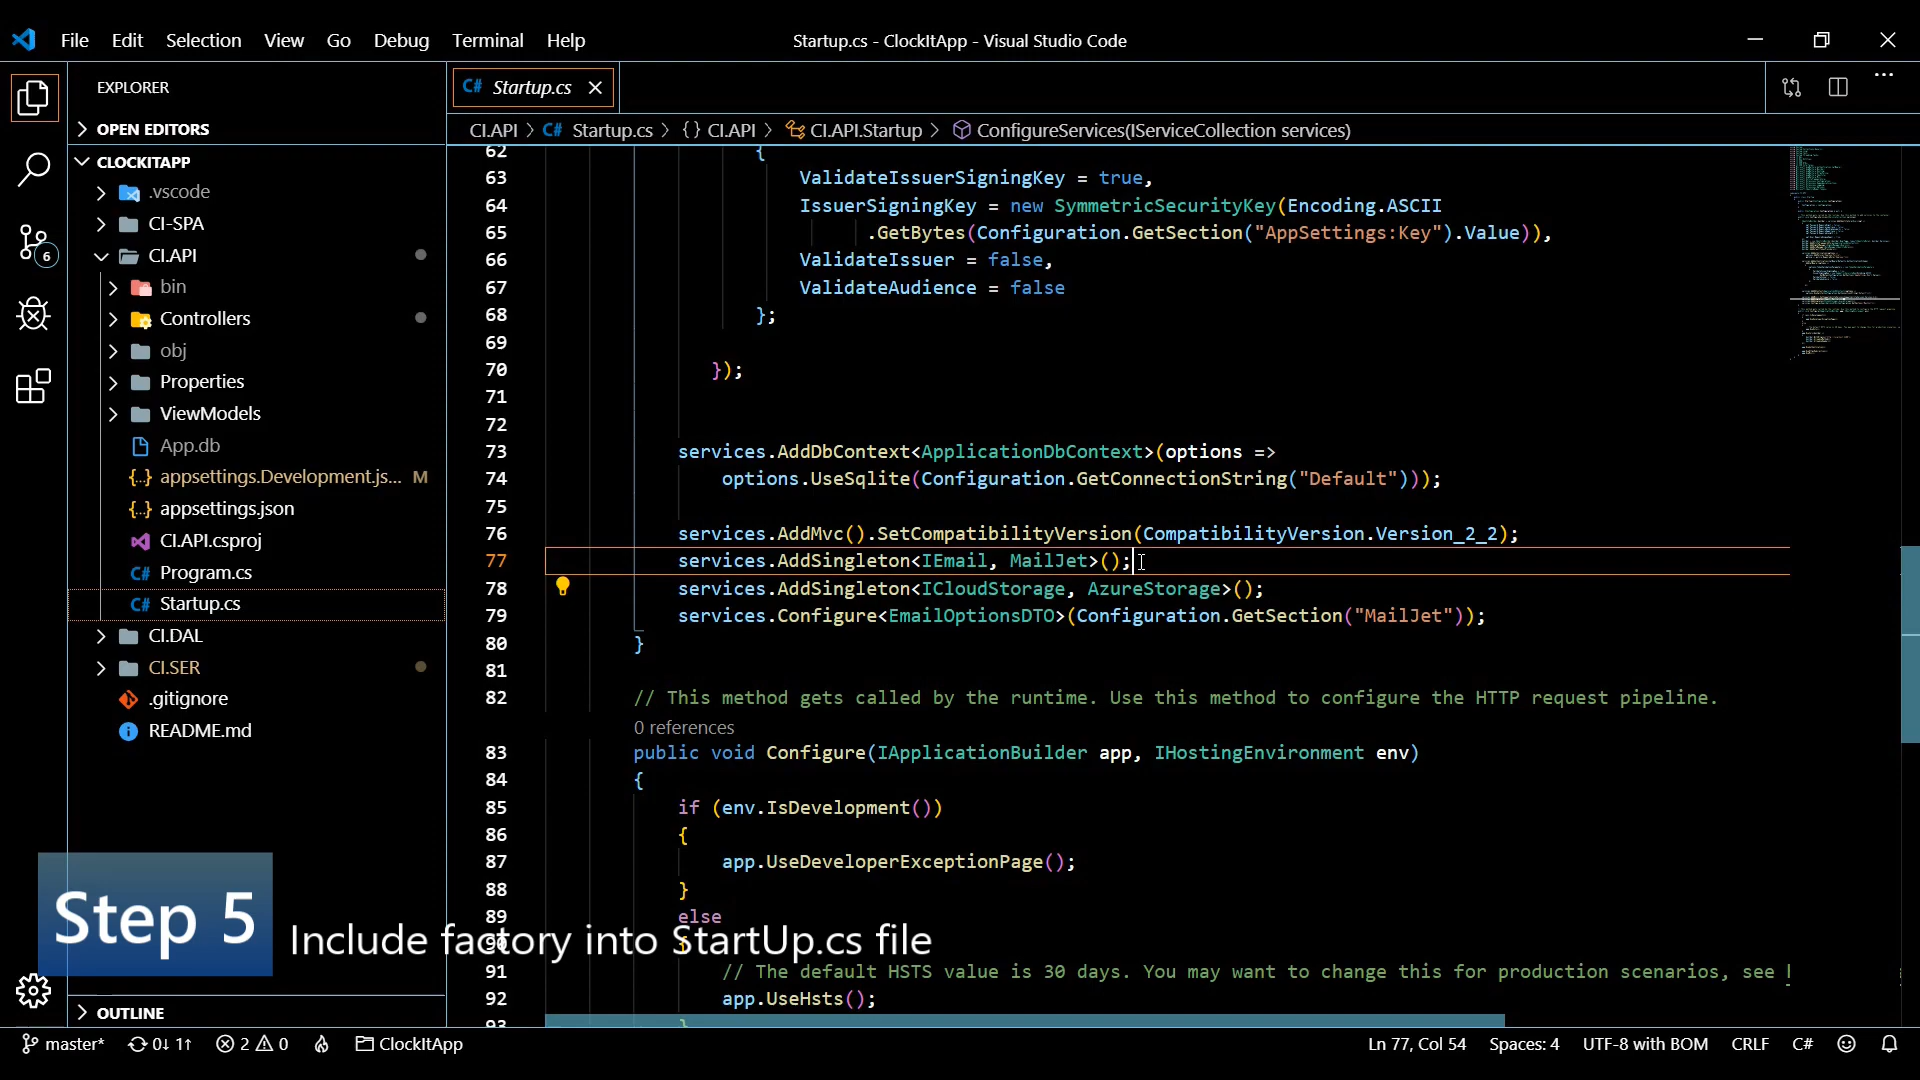 File Edit Selection View Go Debug Terminal Help
Startup.cs - ClockItApp - Visual Studio Code
EXPLORER
OPEN EDITORS
CLOCKITAPP
.vscode
CI-SPA
CI.API
bin
Controllers
obj
Properties
ViewModels
App.db
appsettings.Development.js... M
appsettings.json
CI.API.csproj
Program.cs
Startup.cs
CI.DAL
CI.SER
.gitignore
README.md
OUTLINE
6
C# Startup.cs
CI.API > C# Startup.cs > {} CI.API > CI.API.Startup > ConfigureServices(IServiceCollection services)
62 {
63 ValidateIssuerSigningKey = true,
64 IssuerSigningKey = new SymmetricSecurityKey(Encoding.ASCII
65 .GetBytes(Configuration.GetSection("AppSettings:Key").Value)),
66 ValidateIssuer = false,
67 ValidateAudience = false
68 };
69
70 });
71
72
73 services.AddDbContext<ApplicationDbContext>(options =>
74 options.UseSqlite(Configuration.GetConnectionString("Default")));
75
76 services.AddMvc().SetCompatibilityVersion(CompatibilityVersion.Version_2_2);
77 services.AddSingleton<IEmail, MailJet>();
78 services.AddSingleton<ICloudStorage, AzureStorage>();
79 services.Configure<EmailOptionsDTO>(Configuration.GetSection("MailJet"));
80 }
81
82 // This method gets called by the runtime. Use this method to configure the HTTP request pipeline.
0 references
83 public void Configure(IApplicationBuilder app, IHostingEnvironment env)
84 {
85 if (env.IsDevelopment())
86 {
87 app.UseDeveloperExceptionPage();
88 }
89 else
90 {
91 // The default HSTS value is 30 days. You may want to change this for production scenarios, see
92 app.UseHsts();
93 }
Step 5
Include factory into StartUp.cs file
master* 0↓ 1↑ 2 0 ClockItApp
Ln 77, Col 54 Spaces: 4 UTF-8 with BOM CRLF C#